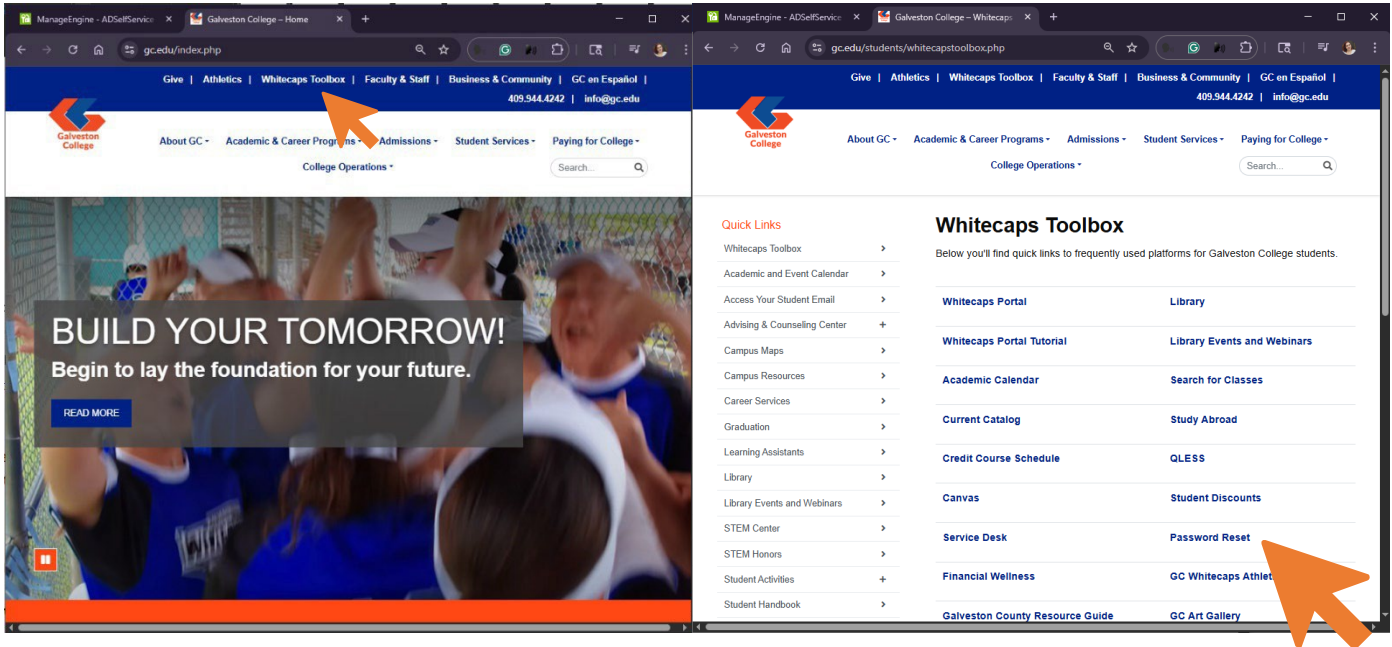 ManageEngine - ADSelfService
Galveston College – Home
gc.edu/index.php
Give | Athletics | Whitecaps Toolbox | Faculty & Staff | Business & Community | GC en Español |
409.944.4242 | info@gc.edu
Galveston
College
About GC
Academic & Career Programs
Admissions
Student Services
Paying for College
College Operations
Search...
BUILD YOUR TOMORROW!
Begin to lay the foundation for your future.
READ MORE
ManageEngine - ADSelfService
Galveston College – Whitecaps
gc.edu/students/whitecapstoolbox.php
Give | Athletics | Whitecaps Toolbox | Faculty & Staff | Business & Community | GC en Español |
409.944.4242 | info@gc.edu
Galveston
College
About GC
Academic & Career Programs
Admissions
Student Services
Paying for College
College Operations
Search...
Quick Links
Whitecaps Toolbox
Academic and Event Calendar
Access Your Student Email
Advising & Counseling Center
Campus Maps
Campus Resources
Career Services
Graduation
Learning Assistants
Library
Library Events and Webinars
STEM Center
STEM Honors
Student Activities
Student Handbook
Whitecaps Toolbox
Below you'll find quick links to frequently used platforms for Galveston College students.
Whitecaps Portal
Library
Whitecaps Portal Tutorial
Library Events and Webinars
Academic Calendar
Search for Classes
Current Catalog
Study Abroad
Credit Course Schedule
QLESS
Canvas
Student Discounts
Service Desk
Password Reset
Financial Wellness
GC Whitecaps
Galveston County Resource Guide
GC Art Gallery